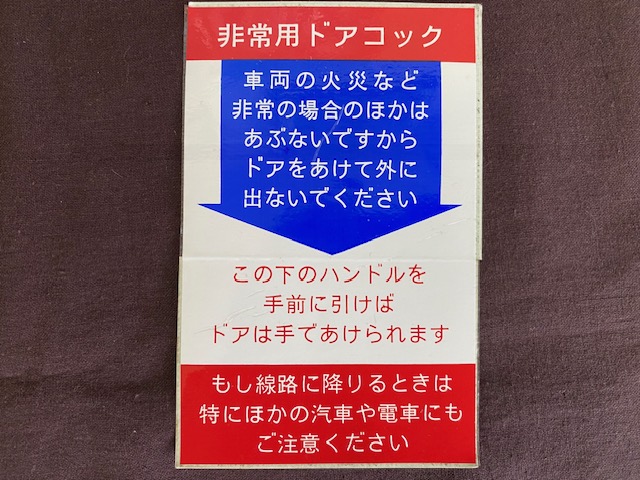 非常用ドアコック
車両の火災など
非常の場合のほかは
あぶないですから
ドアをあけて外に
出ないでください
この下のハンドルを
手前に引けば
ドアは手であけられます
もし線路に降りるときは
特にほかの汽車や電車にも
ご注意ください